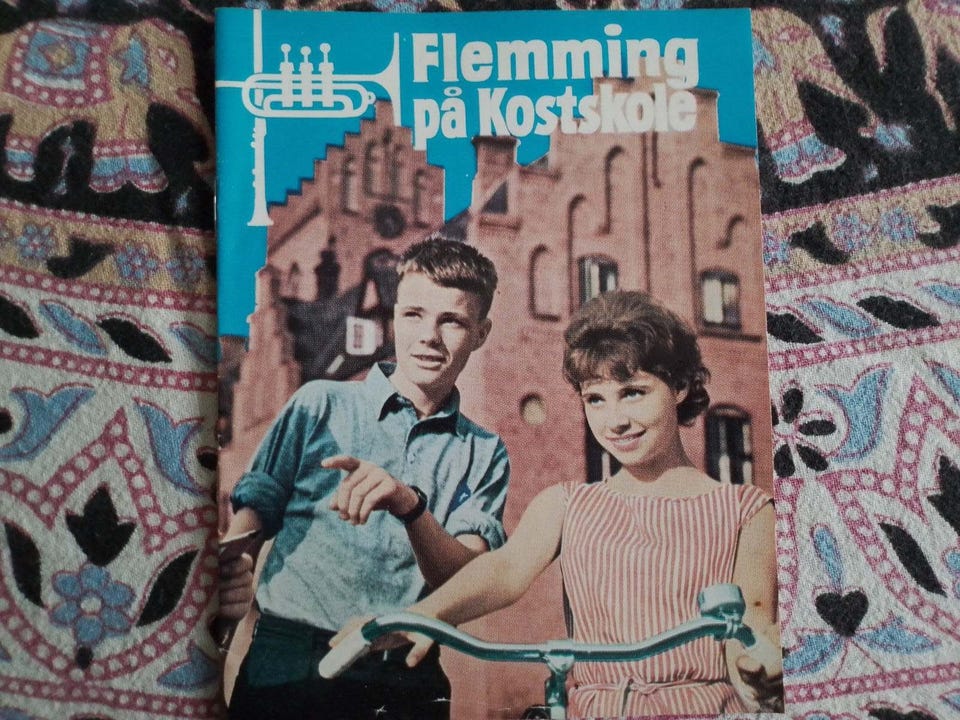 Flemming
på Kostskole